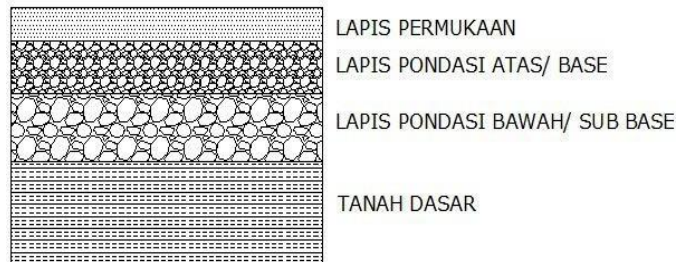 LAPIS PERMUKAAN
LAPIS PONDASI ATAS/ BASE
LAPIS PONDASI BAWAH/ SUB BASE
TANAH DASAR